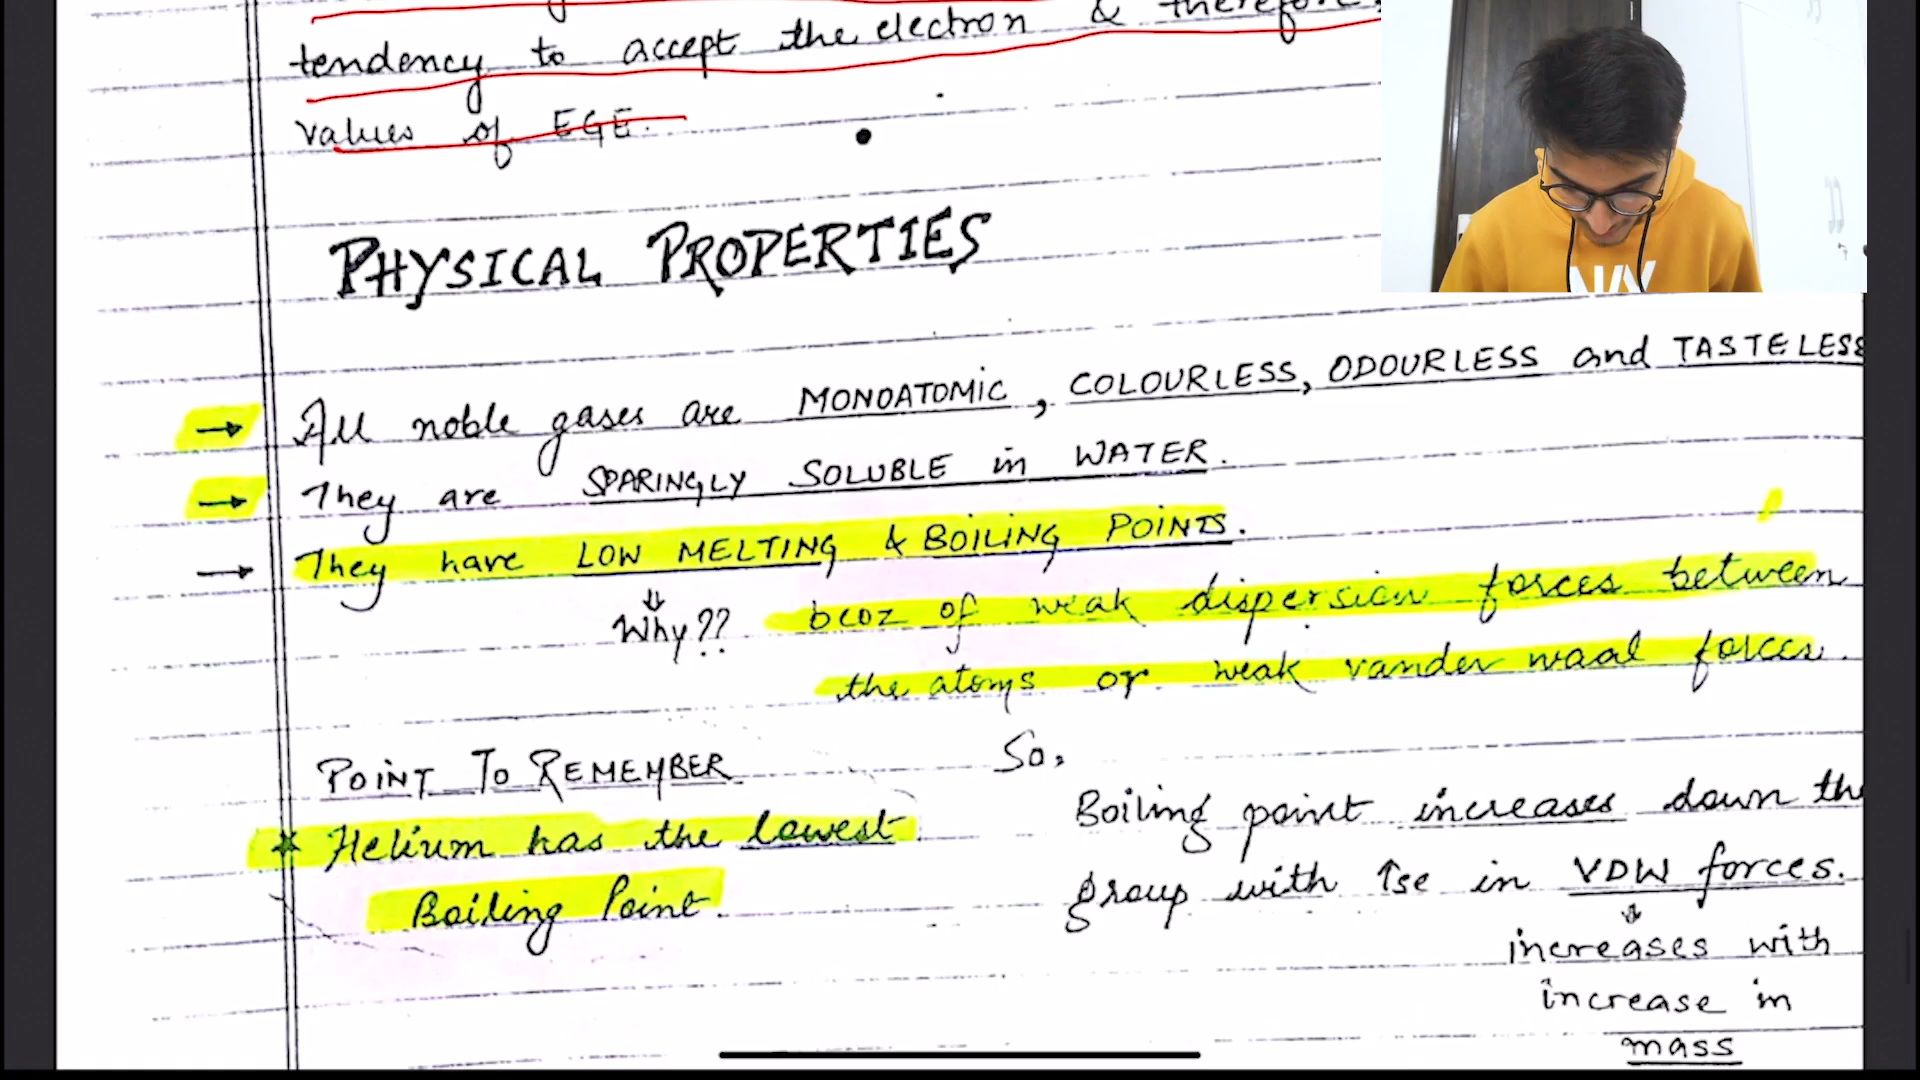 tendency to accept the electron & therefore
values of EGE.
PHYSICAL PROPERTIES
→ All noble gases are MONOATOMIC, COLOURLESS, ODOURLESS and TASTELESS
→ They are SPARINGLY SOLUBLE in WATER.
→ They have LOW MELTING & BOILING POINTS.
⇓
Why?? bcoz of weak dispersion forces between
the atoms or weak vander waal forces.
POINT TO REMEMBER
* Helium has the lowest
Boiling Point.
So,
Boiling point increases down the
group with ↑se in VDW forces.
⇓
increases with
increase in
mass